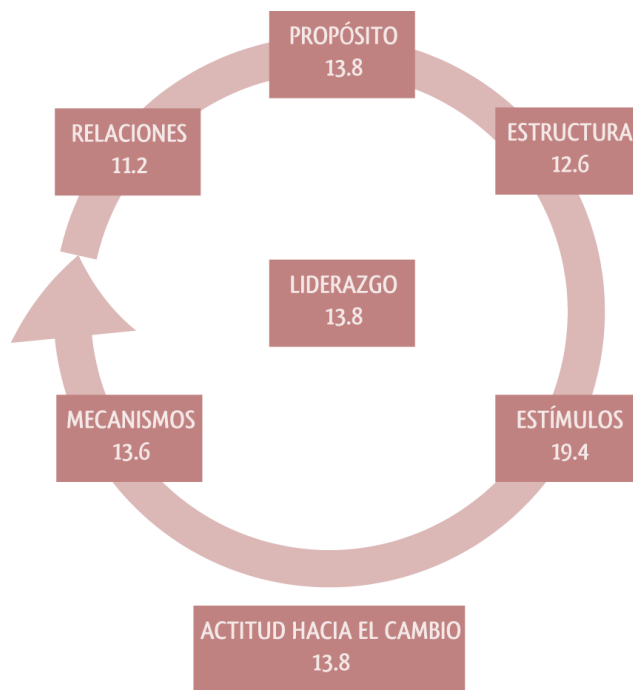 PROPÓSITO
13.8
RELACIONES
11.2
ESTRUCTURA
12.6
LIDERAZGO
13.8
MECANISMOS
13.6
ESTÍMULOS
19.4
ACTITUD HACIA EL CAMBIO
13.8